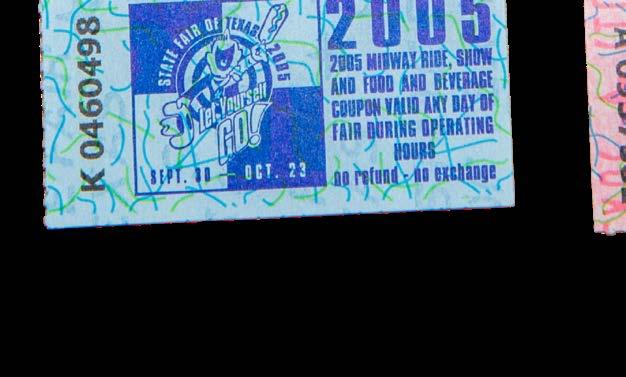 K 0460498
STATE FAIR OF TEXAS 2005
Let Yourself
GO!
SEPT. 30 — OCT. 23
2005
2005 MIDWAY RIDE, SHOW
AND FOOD AND BEVERAGE
COUPON VALID ANY DAY OF
FAIR DURING OPERATING
HOURS
no refund - no exchange